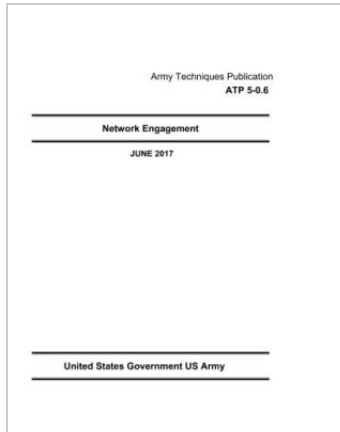 Army Techniques Publication
ATP 5-0.6
Network Engagement
JUNE 2017
United States Government US Army